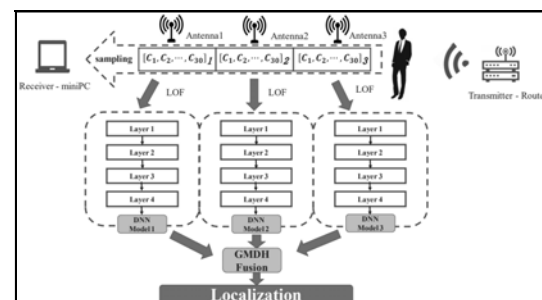 Antenna1 Antenna2 Antenna3
sampling [C₁, C₂, ⋯, C₃₀]1 [C₁, C₂, ⋯, C₃₀]2 [C₁, C₂, ⋯, C₃₀]3
Receiver - miniPC
Transmitter - Route
LOF LOF LOF
Layer 1 Layer 1 Layer 1
Layer 2 Layer 2 Layer 2
Layer 3 Layer 3 Layer 3
Layer 4 Layer 4 Layer 4
DNN DNN DNN
Model1 Model2 Model3
GMDH
Fusion
Localization